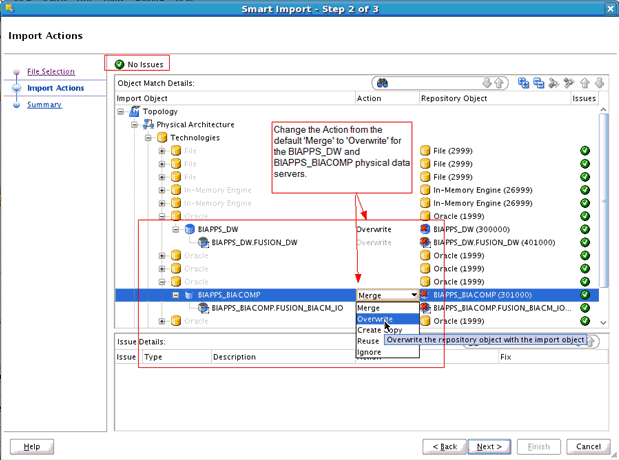 Smart Import - Step 2 of 3
Import Actions
File Selection
Import Actions
Summary
No Issues
Object Match Details:
Import Object Action Repository Object Issues
Topology
Physical Architecture
Technologies
Change the Action from the
default 'Merge' to 'Overwrite' for
the BIAPPS_DW and
BIAPPS_BIACOMP physical data
servers.
File File (2999)
File File (2999)
File File (2999)
In-Memory Engine In-Memory Engine (26999)
In-Memory Engine In-Memory Engine (26999)
Oracle Oracle (1999)
BIAPPS_DW Overwrite BIAPPS_DW (300000)
BIAPPS_DW.FUSION_DW Overwrite BIAPPS_DW.FUSION_DW (401000)
Oracle Oracle (1999)
Oracle Oracle (1999)
Oracle Oracle (1999)
BIAPPS_BIACOMP Merge BIAPPS_BIACOMP (301000)
BIAPPS_BIACOMP.FUSION_BIACM_IO BIAPPS_BIACOMP.FUSION_BIACM_IO...
Oracle Oracle (1999)
Merge
Overwrite
Create Copy
Reuse
Ignore
Overwrite the repository object with the import object
Issue Details:
Issue Type Description Action Fix
Help < Back Next > Finish Cancel